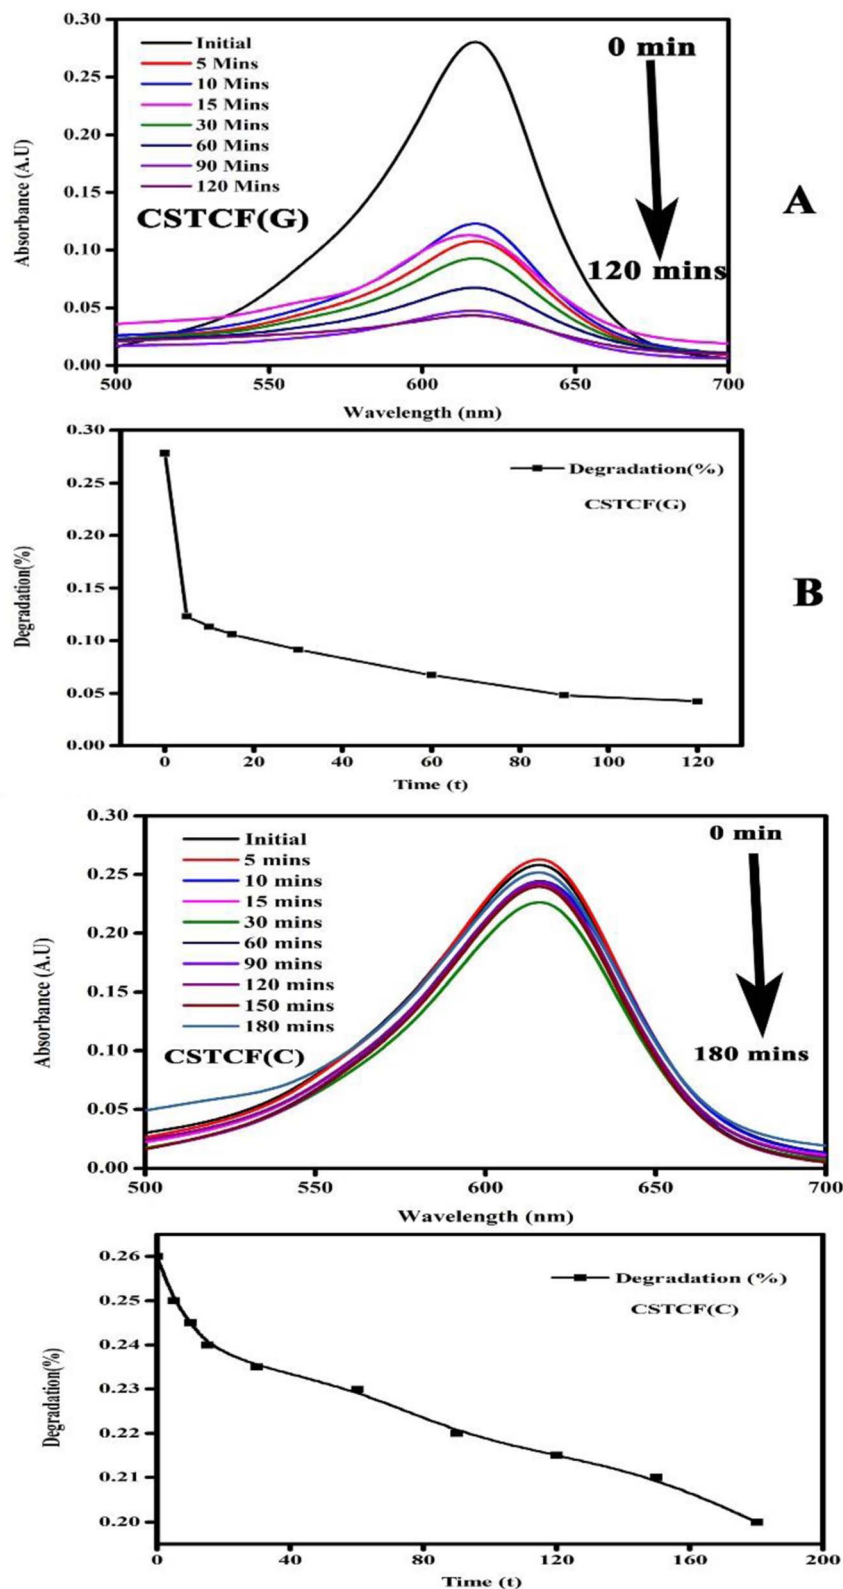 0.30
0.25
0.20
0.15
0.10
0.05
0.00
Absorbance (A.U)
Initial
5 Mins
10 Mins
15 Mins
30 Mins
60 Mins
90 Mins
120 Mins
CSTCF(G)
0 min
120 mins
A
500
550
600
650
700
Wavelength (nm)
0.30
0.25
0.20
0.15
0.10
0.05
0.00
Degradation(%)
Degradation(%)
CSTCF(G)
B
0
20
40
60
80
100
120
Time (t)
0.30
0.25
0.20
0.15
0.10
0.05
0.00
Absorbance (A.U)
Initial
5 mins
10 mins
15 mins
30 mins
60 mins
90 mins
120 mins
150 mins
180 mins
CSTCF(C)
0 min
180 mins
500
550
600
650
700
Wavelength (nm)
0.26
0.25
0.24
0.23
0.22
0.21
0.20
Degradation(%)
Degradation (%)
CSTCF(C)
0
40
80
120
160
200
Time (t)